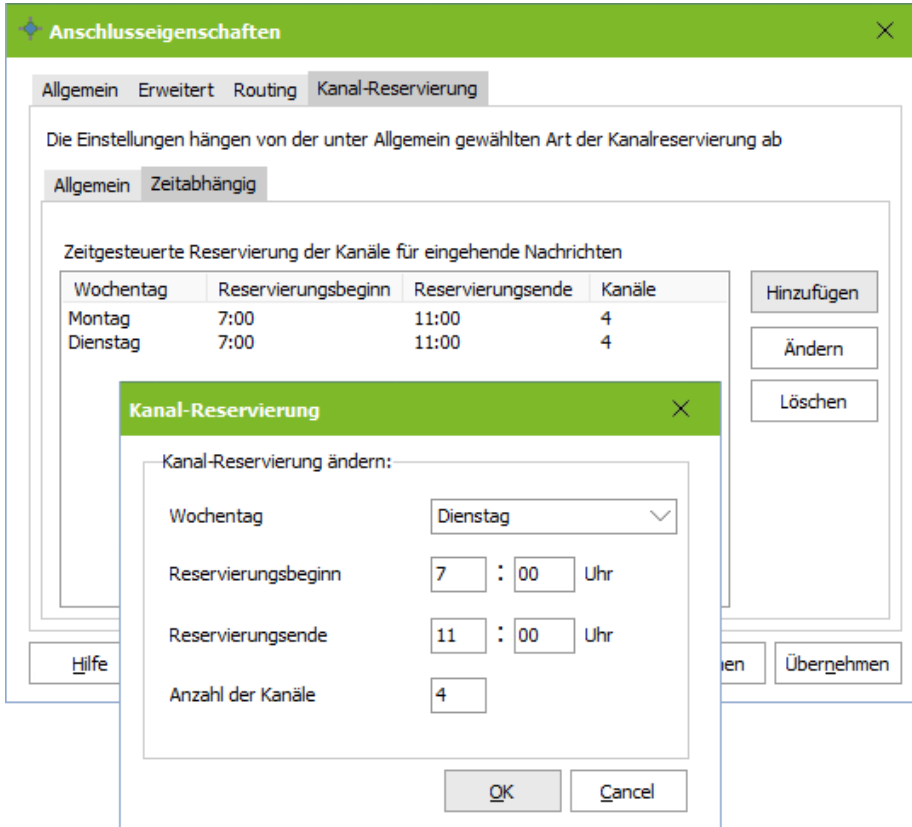 Anschlusseigenschaften
Allgemein Erweitert Routing Kanal-Reservierung
Die Einstellungen hängen von der unter Allgemein gewählten Art der Kanalreservierung ab
Allgemein Zeitabhängig
Zeitgesteuerte Reservierung der Kanäle für eingehende Nachrichten
Wochentag Reservierungsbeginn Reservierungsende Kanäle
Montag 7:00 11:00 4
Dienstag 7:00 11:00 4
Hinzufügen
Ändern
Löschen
Kanal-Reservierung
Kanal-Reservierung ändern:
Wochentag Dienstag
Reservierungsbeginn 7 : 00 Uhr
Reservierungsende 11 : 00 Uhr
Anzahl der Kanäle 4
OK Cancel
Hilfe Übernehmen